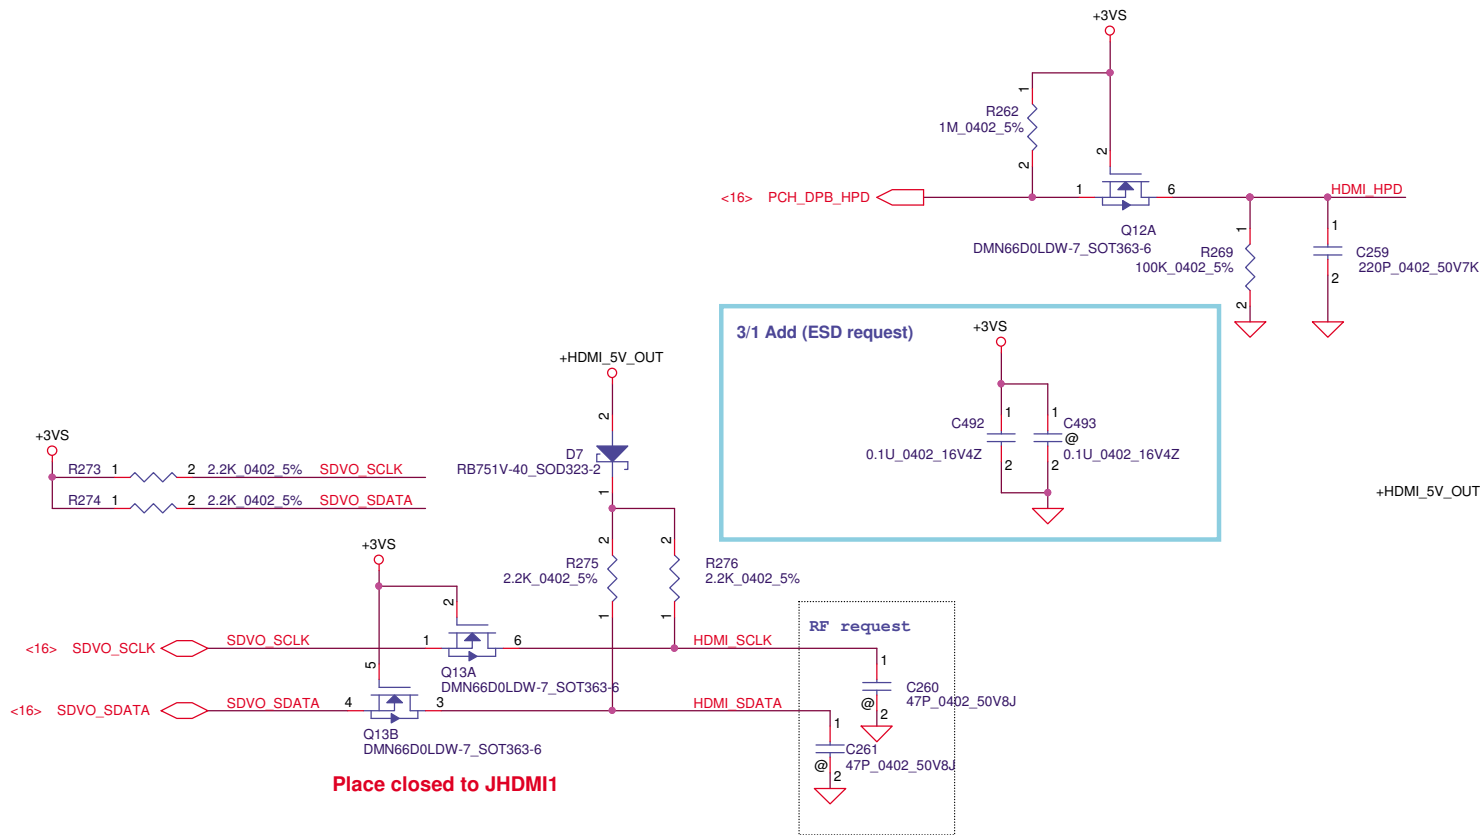 +3VS
R262
1M_0402_5%
1
2
2
<16> PCH_DPB_HPD
1
6
HDMI_HPD
Q12A
DMN66D0LDW-7_SOT363-6
1
R269
100K_0402_5%
2
1
C259
220P_0402_50V7K
2
3/1 Add (ESD request)
+3VS
1
C492
0.1U_0402_16V4Z
2
1
C493
@
0.1U_0402_16V4Z
2
+HDMI_5V_OUT
+HDMI_5V_OUT
2
D7
RB751V-40_SOD323-2
1
+3VS
R273 1 2 2.2K_0402_5% SDVO_SCLK
R274 1 2 2.2K_0402_5% SDVO_SDATA
2
R275
2.2K_0402_5%
1
2
R276
2.2K_0402_5%
1
+3VS
2
5
<16> SDVO_SCLK
SDVO_SCLK
1
6
HDMI_SCLK
Q13A
DMN66D0LDW-7_SOT363-6
<16> SDVO_SDATA
SDVO_SDATA
4
3
HDMI_SDATA
Q13B
DMN66D0LDW-7_SOT363-6
RF request
1
C260
@
47P_0402_50V8J
2
1
C261
@
47P_0402_50V8J
2
Place closed to JHDMI1